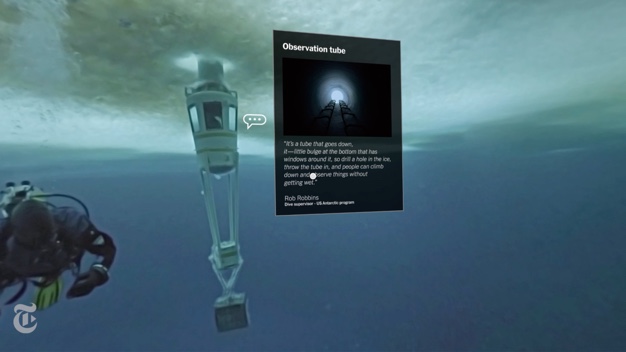 Observation tube
"It's a tube that goes down,
it—little bulge at the bottom that has
windows around it, so drill a hole in the ice,
throw the tube in, and people can climb
down and observe things without
getting wet."
Rob Robbins
Dive supervisor - US Antarctic program
T